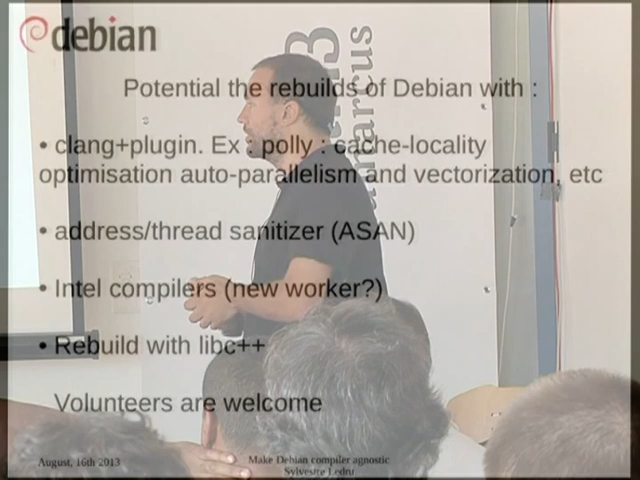 debian
Potential the rebuilds of Debian with :
• clang+plugin. Ex : polly : cache-locality
optimisation auto-parallelism and vectorization, etc
• address/thread sanitizer (ASAN)
• Intel compilers (new worker?)
• Rebuild with libc++
Volunteers are welcome
August, 16th 2013
Make Debian compiler agnostic
Sylvestre Ledru
marcus